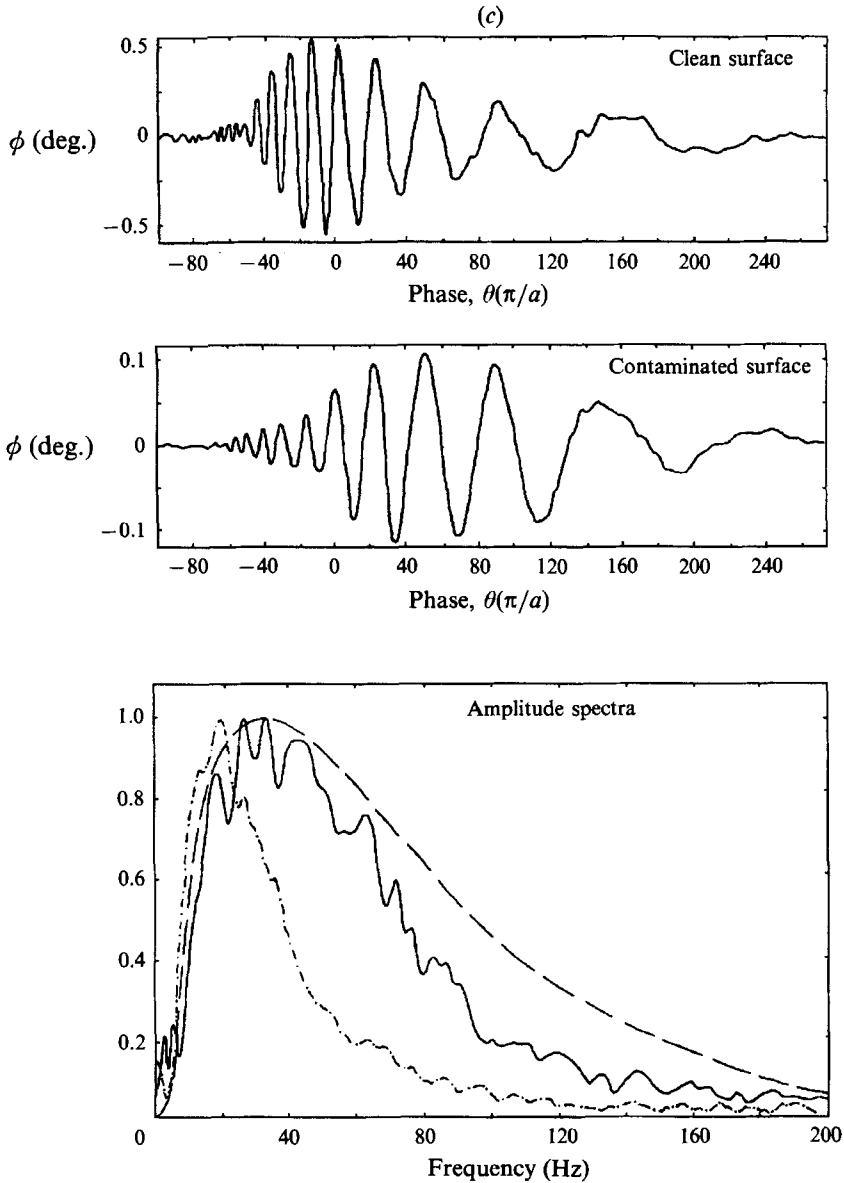 (c)
0.5
Clean surface
ϕ (deg.)
0
−0.5
−80 −40 0 40 80 120 160 200 240
Phase, θ(π/a)
0.1
Contaminated surface
ϕ (deg.)
0
−0.1
−80 −40 0 40 80 120 160 200 240
Phase, θ(π/a)
1.0
Amplitude spectra
0.8
0.6
0.4
0.2
0 40 80 120 160 200
Frequency (Hz)